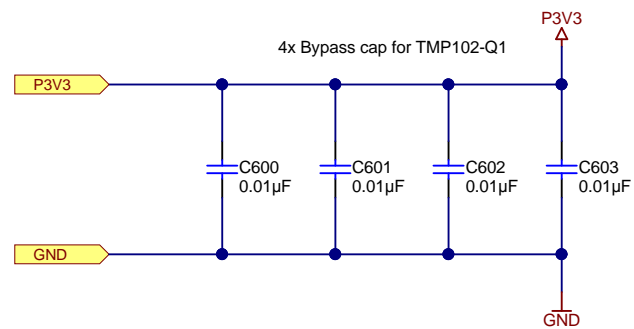 P3V3
4x Bypass cap for TMP102-Q1
P3V3
C600
0.01µF
C601
0.01µF
C602
0.01µF
C603
0.01µF
GND
GND